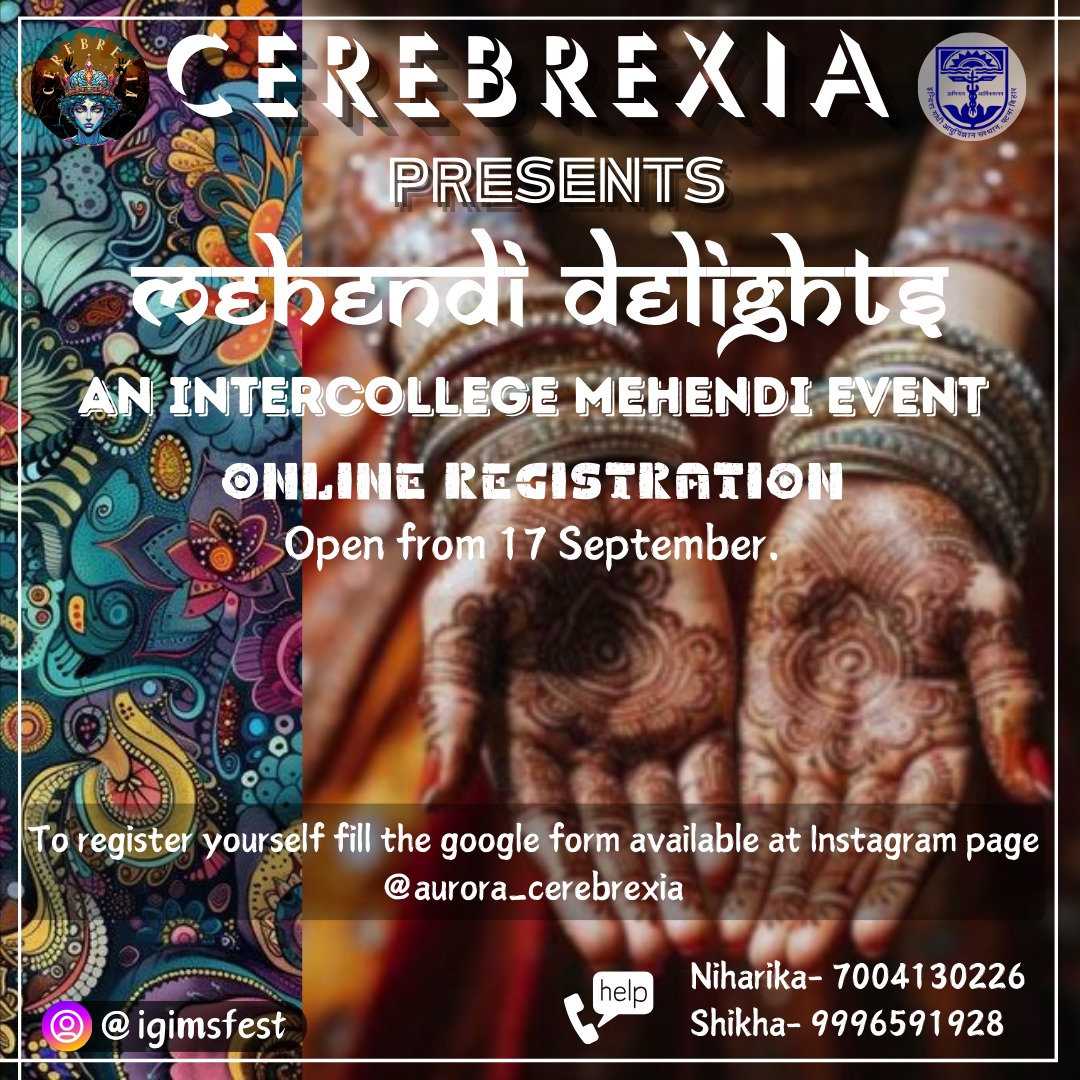 CEREBREXIA
CEREBREXIA
PRESENTS
mehendi delights
AN INTERCOLLEGE MEHENDI EVENT
ONLINE REGISTRATION
Open from 17 September.
To register yourself fill the google form available at Instagram page
@aurora_cerebrexia
help
Niharika- 7004130226
Shikha- 9996591928
@igimsfest